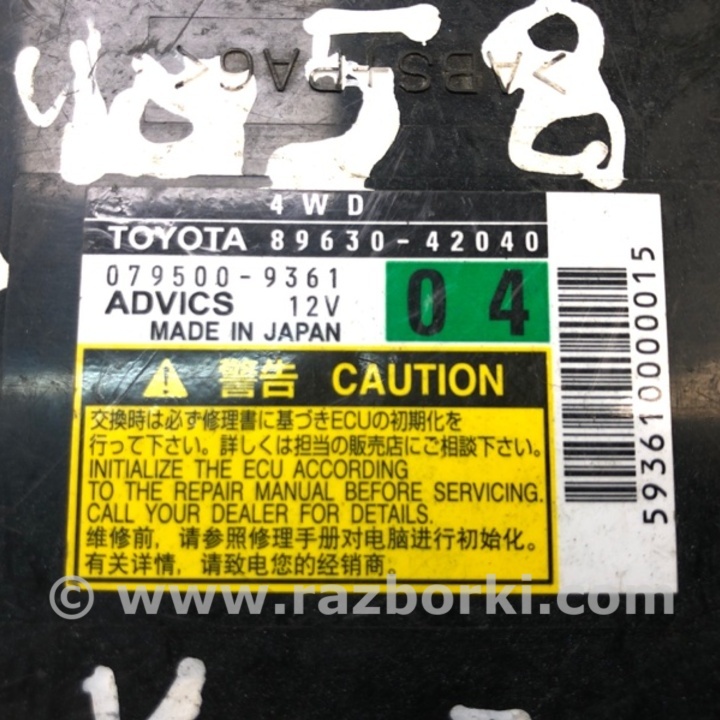 4058
>ABS+PA6<
4WD
TOYOTA 89630-42040
079500-9361
ADVICS 12V
MADE IN JAPAN
04
5936100000015
警告 CAUTION
交換時は必ず修理書に基づきECUの初期化を
行って下さい。詳しくは担当の販売店にご相談下さい。
INITIALIZE THE ECU ACCORDING
TO THE REPAIR MANUAL BEFORE SERVICING.
CALL YOUR DEALER FOR DETAILS.
维修前，请参照修理手册对电脑进行初始化。
有关详情，请致电您的经销商。
© www.razborki.com